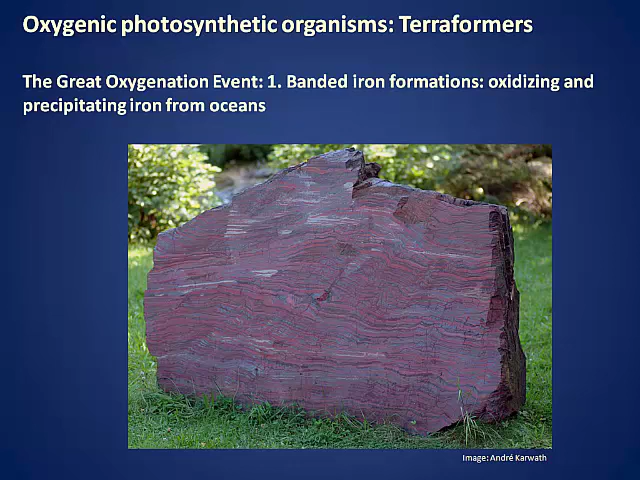 Oxygenic photosynthetic organisms: Terraformers
The Great Oxygenation Event: 1. Banded iron formations: oxidizing and
precipitating iron from oceans
Image: André Karwath